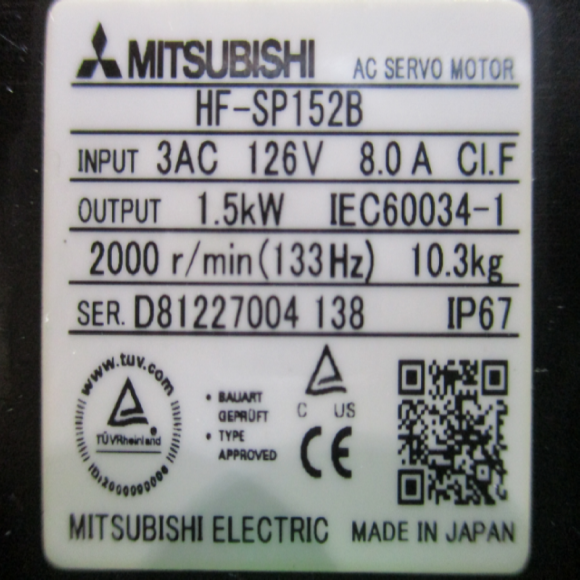 MITSUBISHI AC SERVO MOTOR
HF-SP152B
INPUT 3AC 126V 8.0 A CI.F
OUTPUT 1.5kW IEC60034-1
2000 r/min(133Hz) 10.3kg
SER. D81227004 138 IP67
www.tuv.com
TÜVRheinland
• BAUART
GEPRÜFT
• TYPE
APPROVED
C US
CE
MITSUBISHI ELECTRIC MADE IN JAPAN